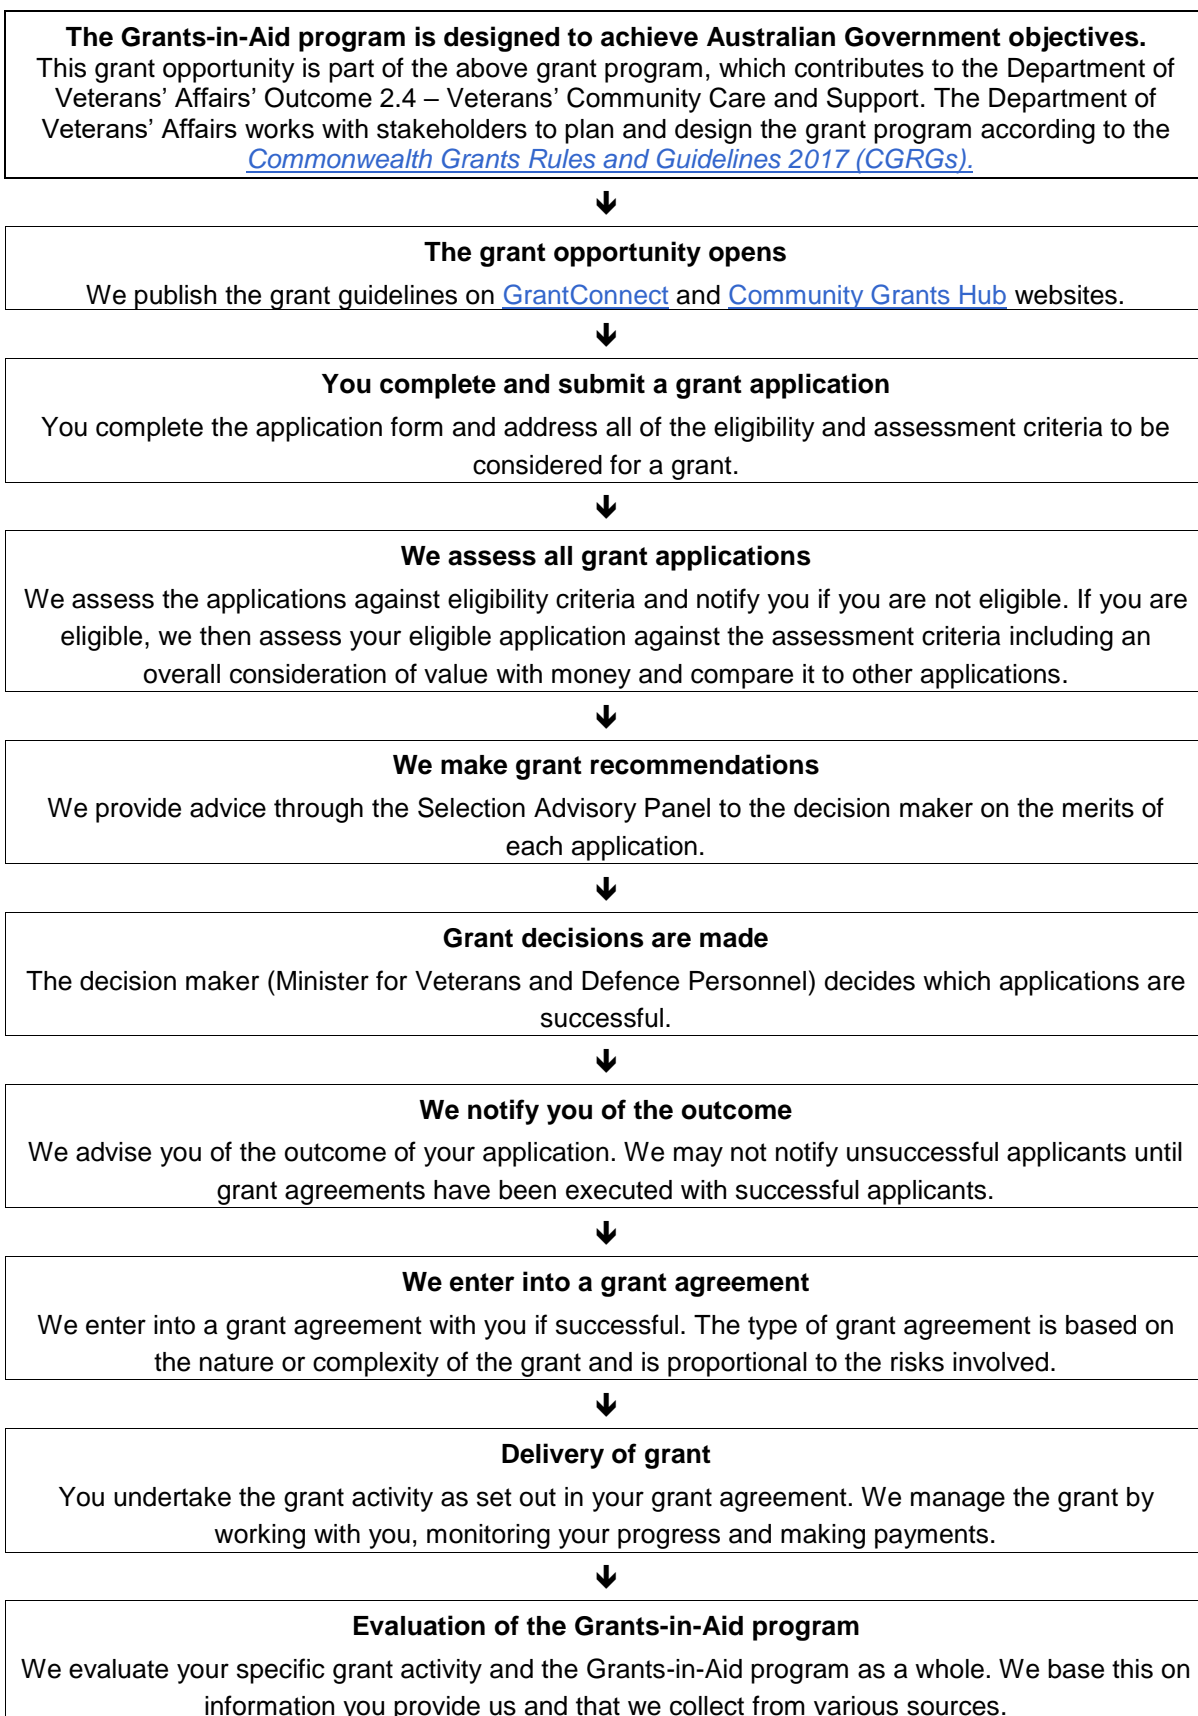 The Grants-in-Aid program is designed to achieve Australian Government objectives.
This grant opportunity is part of the above grant program, which contributes to the Department of
Veterans’ Affairs’ Outcome 2.4 – Veterans’ Community Care and Support. The Department of
Veterans’ Affairs works with stakeholders to plan and design the grant program according to the
Commonwealth Grants Rules and Guidelines 2017 (CGRGs).
The grant opportunity opens
We publish the grant guidelines on GrantConnect and Community Grants Hub websites.
You complete and submit a grant application
You complete the application form and address all of the eligibility and assessment criteria to be
considered for a grant.
We assess all grant applications
We assess the applications against eligibility criteria and notify you if you are not eligible. If you are
eligible, we then assess your eligible application against the assessment criteria including an
overall consideration of value with money and compare it to other applications.
We make grant recommendations
We provide advice through the Selection Advisory Panel to the decision maker on the merits of
each application.
Grant decisions are made
The decision maker (Minister for Veterans and Defence Personnel) decides which applications are
successful.
We notify you of the outcome
We advise you of the outcome of your application. We may not notify unsuccessful applicants until
grant agreements have been executed with successful applicants.
We enter into a grant agreement
We enter into a grant agreement with you if successful. The type of grant agreement is based on
the nature or complexity of the grant and is proportional to the risks involved.
Delivery of grant
You undertake the grant activity as set out in your grant agreement. We manage the grant by
working with you, monitoring your progress and making payments.
Evaluation of the Grants-in-Aid program
We evaluate your specific grant activity and the Grants-in-Aid program as a whole. We base this on
information you provide us and that we collect from various sources.